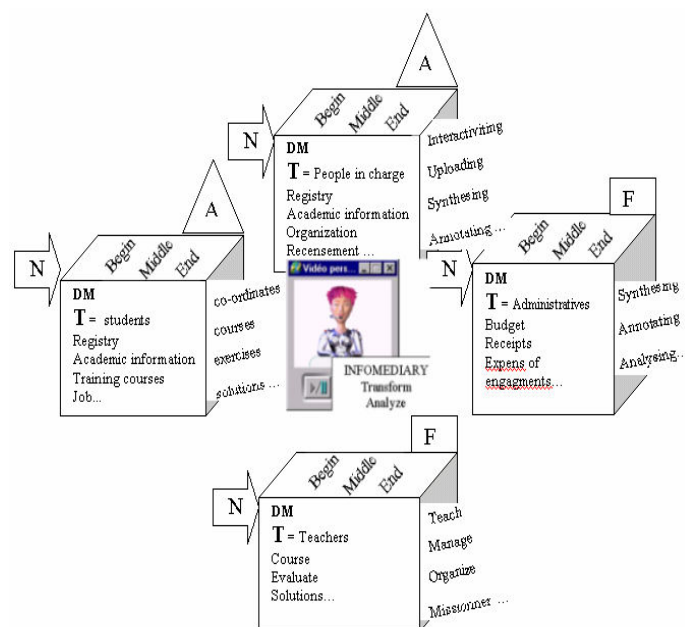 A
N
Begin
Middle
End
DM
T = People in charge
Registry
Academic information
Organization
Recensement ...
Interactiviting
Uploading
Synthesing
Annotating ...
A
N
Begin
Middle
End
DM
T = students
Registry
Academic information
Training courses
Job...
co-ordinates
courses
exercises
solutions ...
Vidéo pers...
INFOMEDIARY
Transform
Analyze
F
N
Begin
Middle
End
DM
T = Administratives
Budget
Receipts
Expens of
engagments...
Synthesing
Annotating
Analysing...
F
N
Begin
Middle
End
DM
T = Teachers
Course
Evaluate
Solutions...
Teach
Manage
Organize
Missionner ...